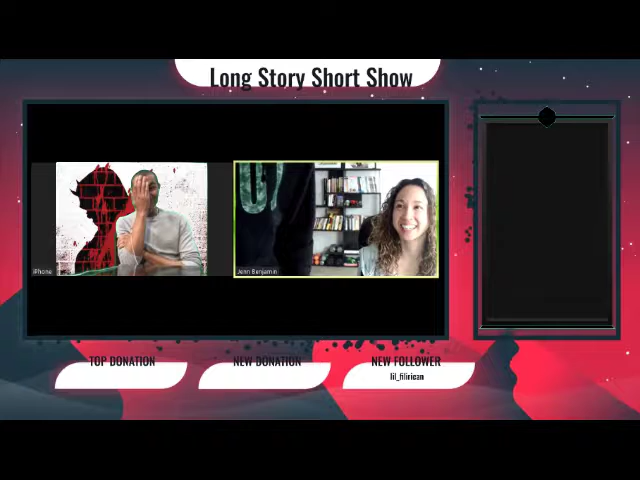 Long Story Short Show
iPhone
Jenn Benjamin
TOP DONATION
NEW DONATION
NEW FOLLOWER
lil_filirican